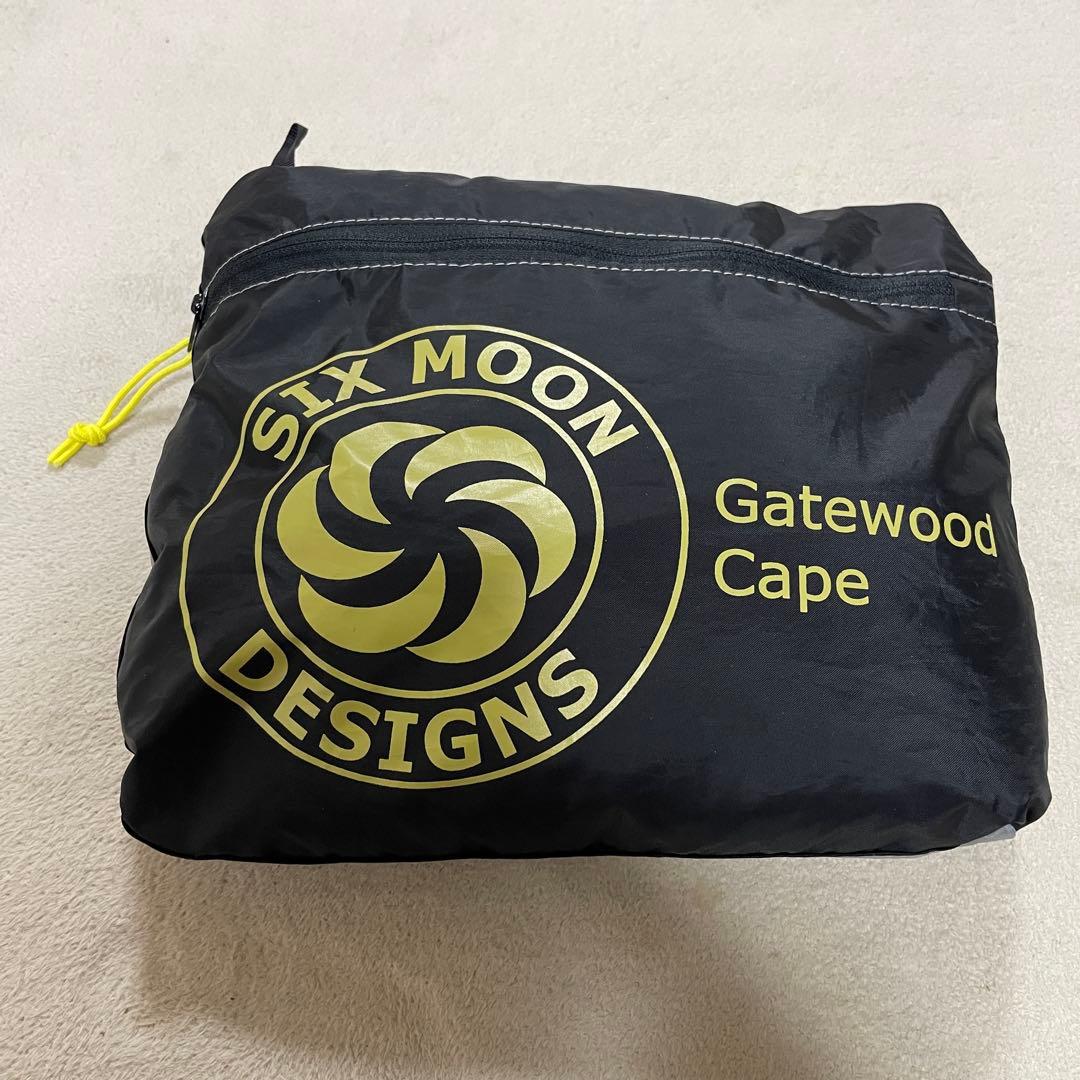 SIX MOON
DESIGNS
Gatewood
Cape